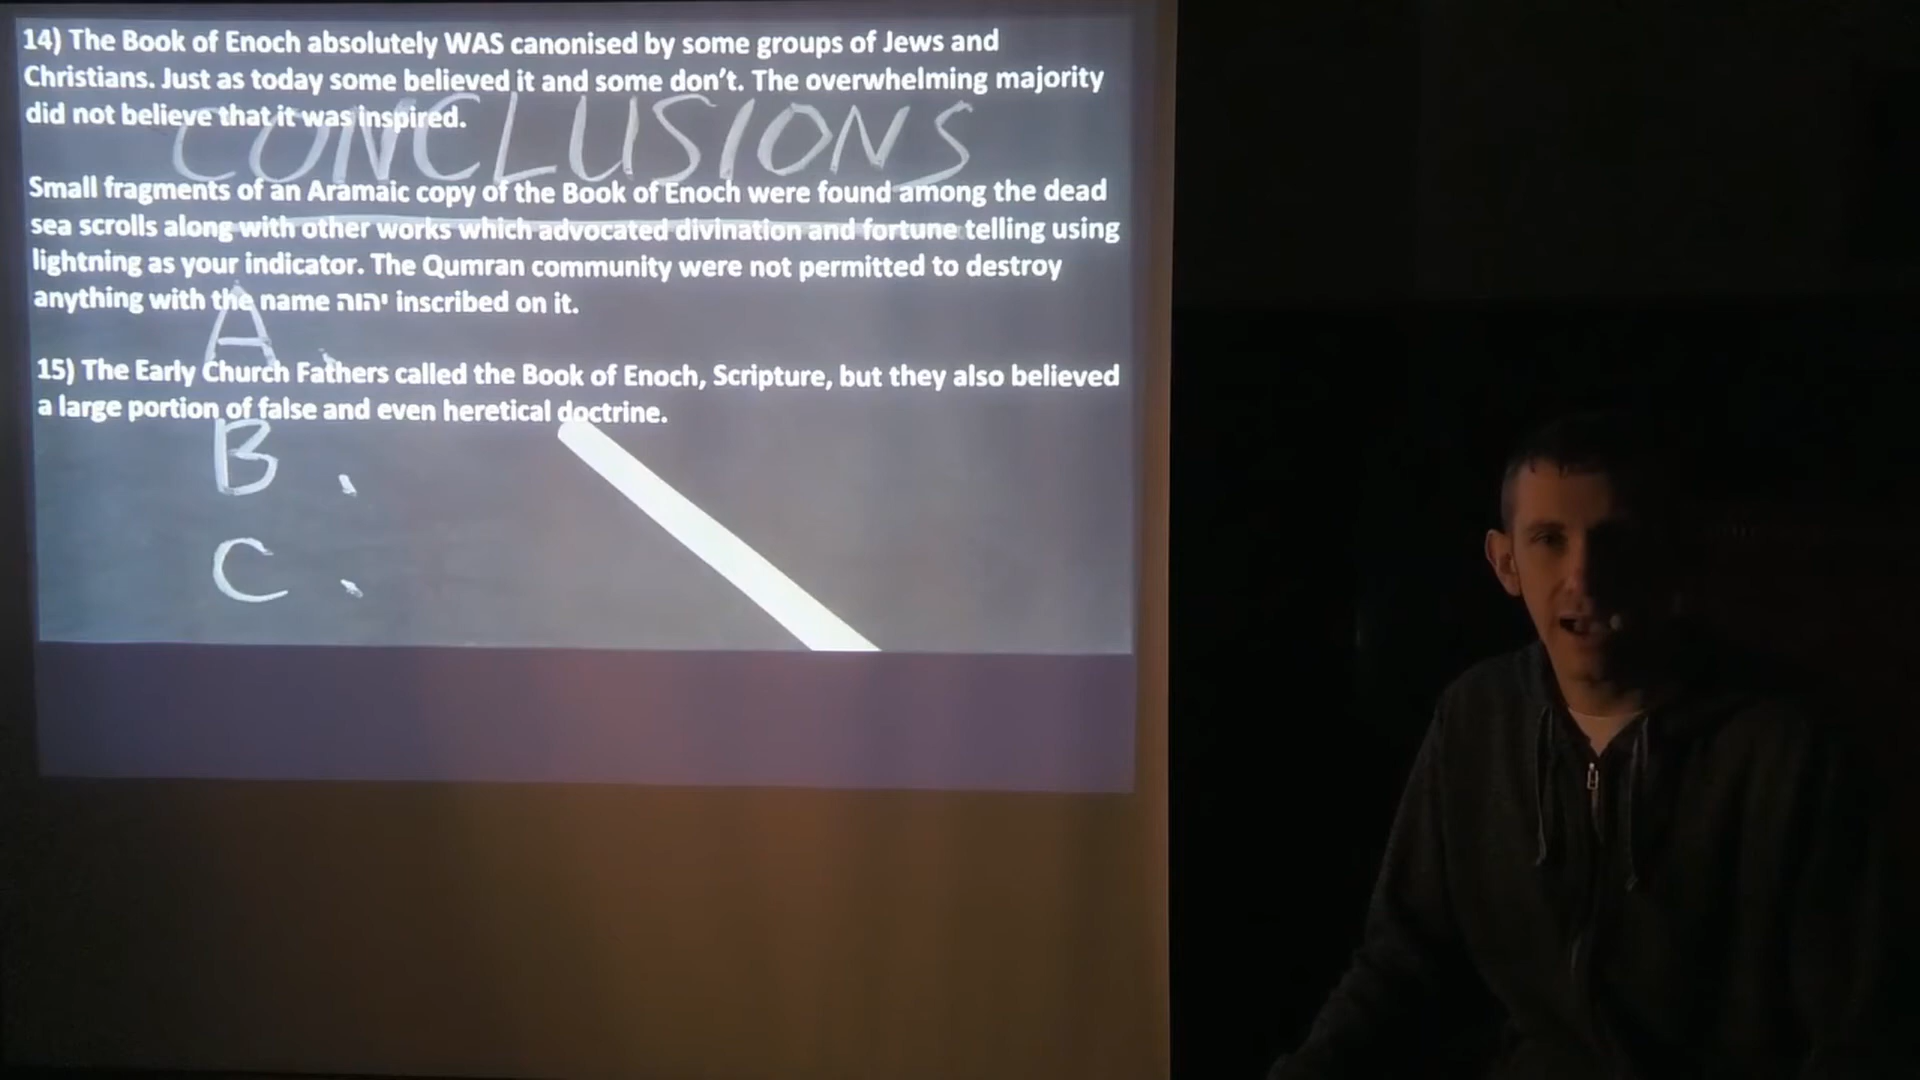 14) The Book of Enoch absolutely WAS canonised by some groups of Jews and
Christians. Just as today some believed it and some don't. The overwhelming majority
did not believe that it was inspired.
CONCLUSIONS
Small fragments of an Aramaic copy of the Book of Enoch were found among the dead
sea scrolls along with other works which advocated divination and fortune telling using
lightning as your indicator. The Qumran community were not permitted to destroy
anything with the name יהוה inscribed on it.
A.
15) The Early Church Fathers called the Book of Enoch, Scripture, but they also believed
a large portion of false and even heretical doctrine.
B.
C.